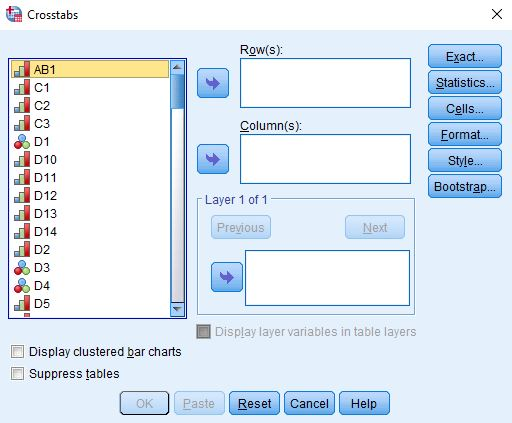 Crosstabs
AB1
C1
C2
C3
D1
D10
D11
D12
D13
D14
D2
D3
D4
D5
Row(s):
Column(s):
Layer 1 of 1
Previous
Next
Display layer variables in table layers
Exact...
Statistics...
Cells...
Format...
Style...
Bootstrap...
Display clustered bar charts
Suppress tables
OK
Paste
Reset
Cancel
Help